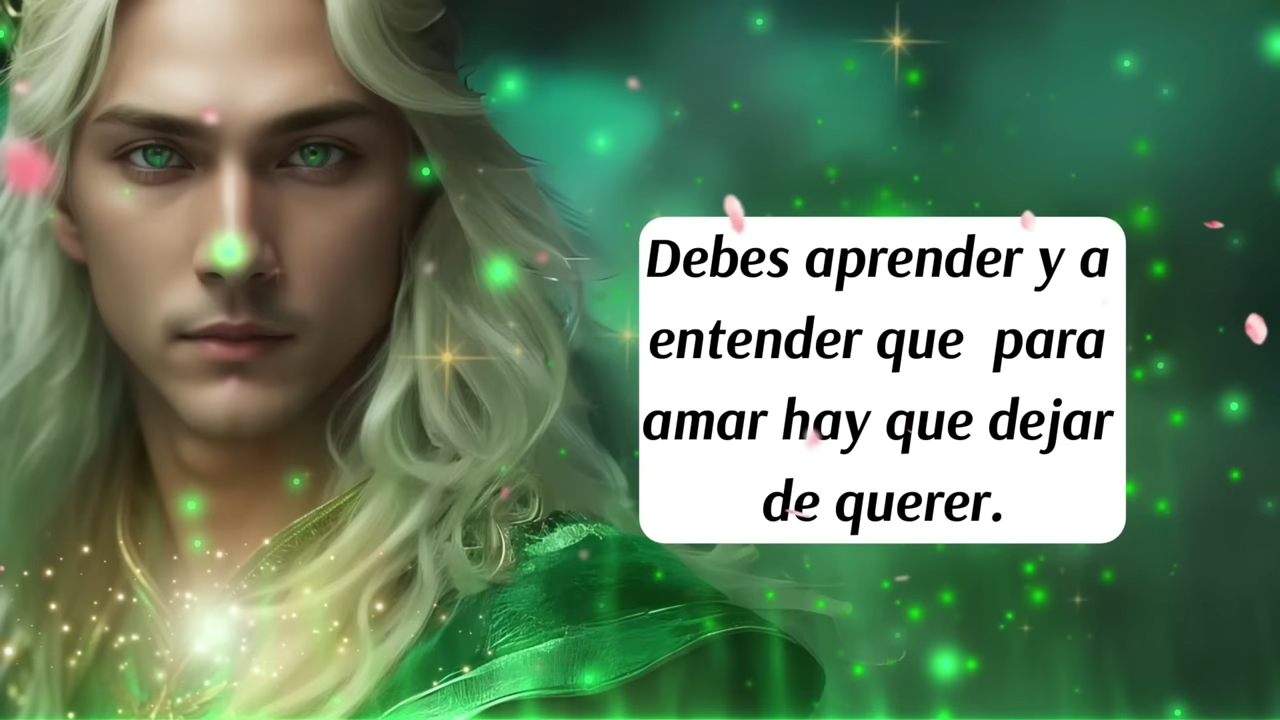 Debes aprender y a
entender que  para
amar hay que dejar
de querer.